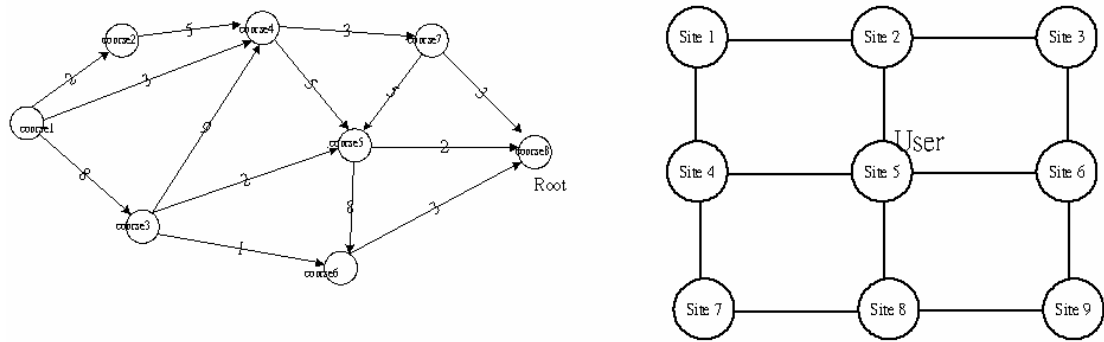 course2
5
course4
3
course7
2
3
5
5
3
course1
9
course5
2
course8
Root
8
2
8
3
course3
1
course6
Site 1
Site 2
Site 3
User
Site 4
Site 5
Site 6
Site 7
Site 8
Site 9